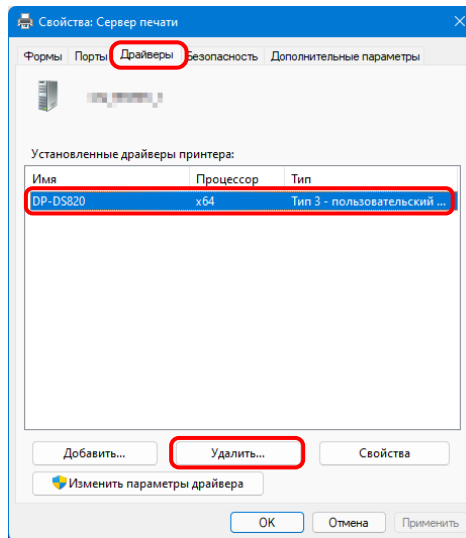 Свойства: Сервер печати
Формы Порты Драйверы Безопасность Дополнительные параметры
Установленные драйверы принтера:
Имя Процессор Тип
DP-DS820 x64 Тип 3 - пользовательский ...
Добавить... Удалить... Свойства
Изменить параметры драйвера
OK Отмена Применить